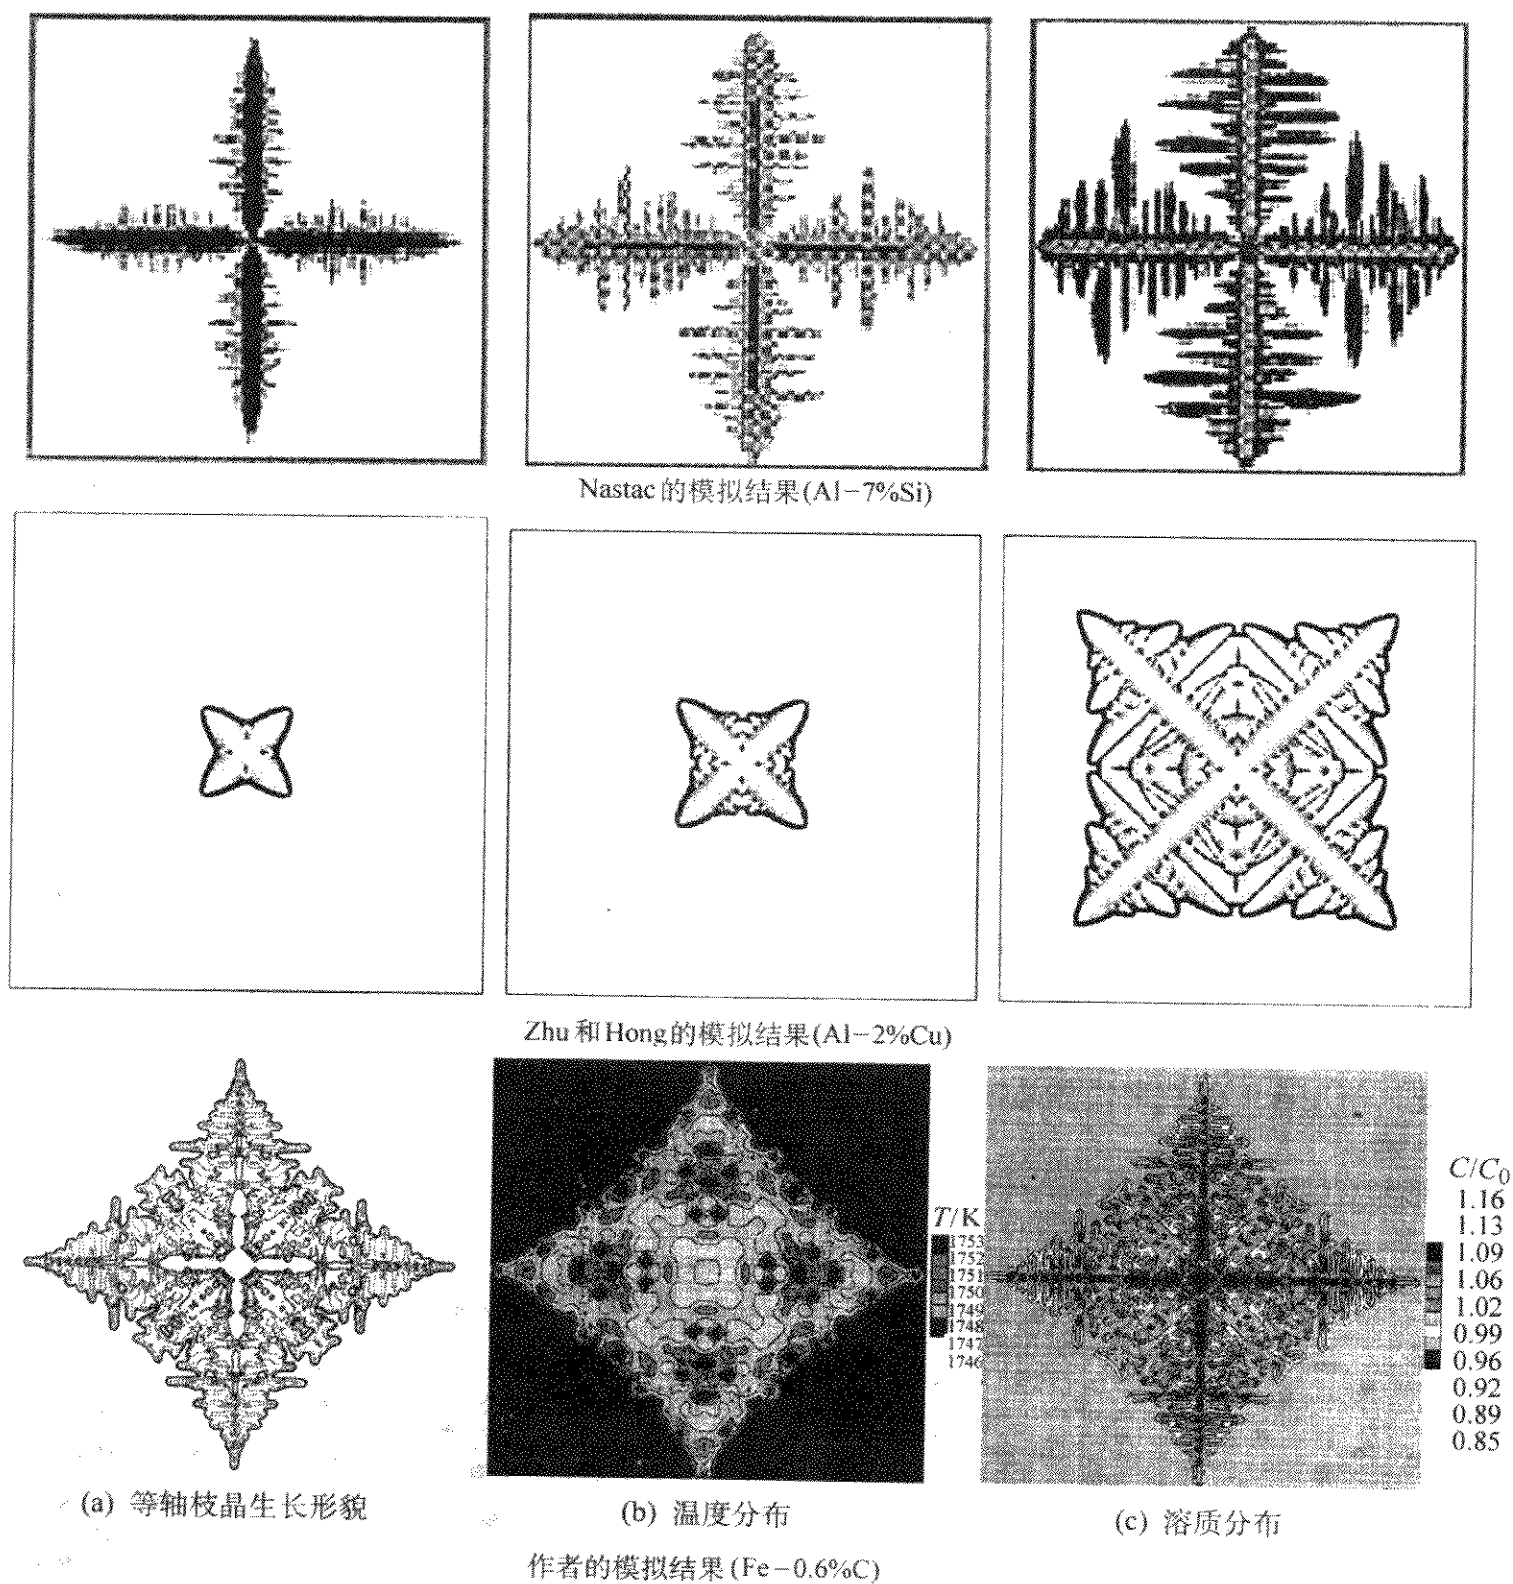 Nastac的模拟结果(Al-7%Si)
Zhu和Hong的模拟结果(Al-2%Cu)
T/K
1753
1752
1751
1750
1749
1748
1747
1746
C/C0
1.16
1.13
1.09
1.06
1.02
0.99
0.96
0.92
0.89
0.85
(a) 等轴枝晶生长形貌
(b) 温度分布
(c) 溶质分布
作者的模拟结果(Fe-0.6%C)